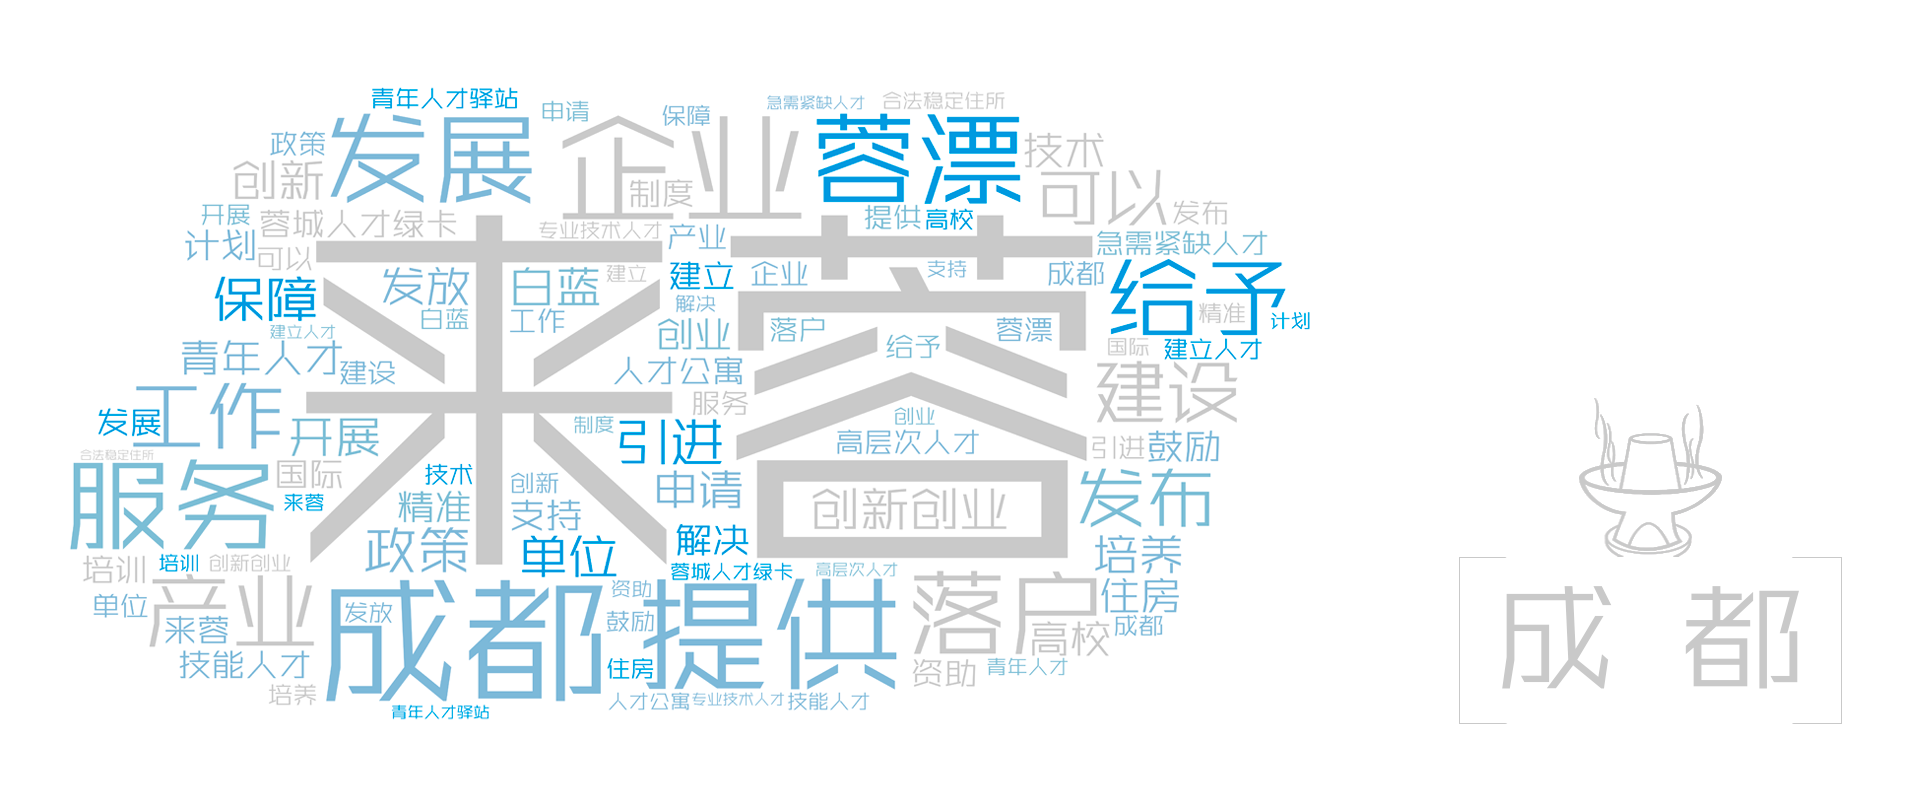 青年人才驿站
申请
保障
急需紧缺人才
合法稳定住所
政策
发展
企业
蓉漂
技术
创新
制度
可以
开展
蓉城人才绿卡
专业技术人才
提供
高校
发布
计划
可以
产业
急需紧缺人才
来蓉
保障
发放
白蓝
建立
建立
企业
支持
成都
给予
白蓝
工作
解决
精准
计划
建立人才
创业
落户
蓉漂
青年人才
建设
人才公寓
给予
国际
建立人才
工作
服务
建设
发展
开展
制度
引进
创业
高层次人才
引进
鼓励
合法稳定住所
服务
国际
技术
创新
申请
发布
来蓉
精准
支持
创新创业
政策
单位
解决
培养
培训
培训
创新创业
蓉城人才绿卡
高层次人才
单位
产业
成都
发放
资助
提供
落户
住房
来蓉
鼓励
高校
成都
技能人才
住房
资助
青年人才
培养
人才公寓
专业技术人才
技能人才
青年人才驿站
成都